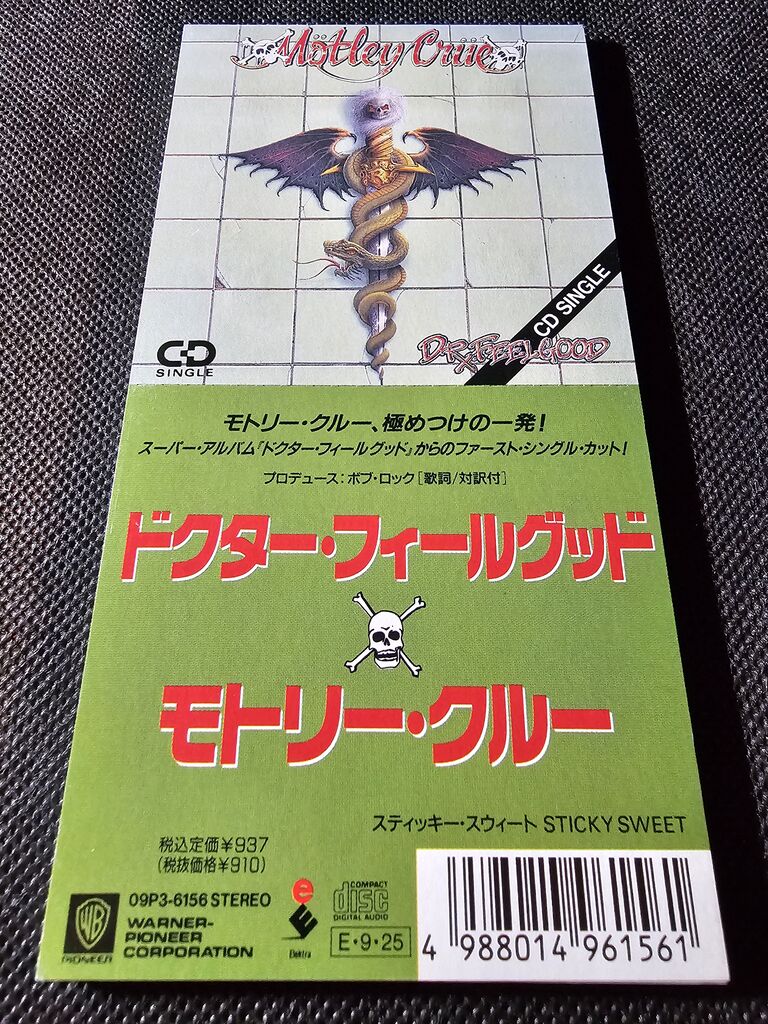 Mötley Crüe
CD SINGLE
DR. FEELGOOD
CD
SINGLE
モトリー・クルー、極めつけの一発!
スーパー・アルバム「ドクター・フィールグッド」からのファースト・シングル・カット!
プロデュース:ボブ・ロック[歌詞/対訳付]
ドクター・フィールグッド
モトリー・クルー
スティッキー・スウィート STICKY SWEET
税込定価¥937
(税抜価格¥910)
09P3-6156 STEREO
WARNER-
PIONEER
CORPORATION
WB
PIONEER
e
Elektra
COMPACT
disc
DIGITAL AUDIO
E・9・25
4 988014 961561